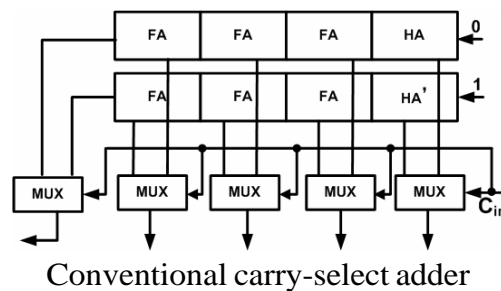 FA FA FA HA 0
FA FA FA HA' 1
MUX MUX MUX MUX MUX
Cin
Conventional carry-select adder